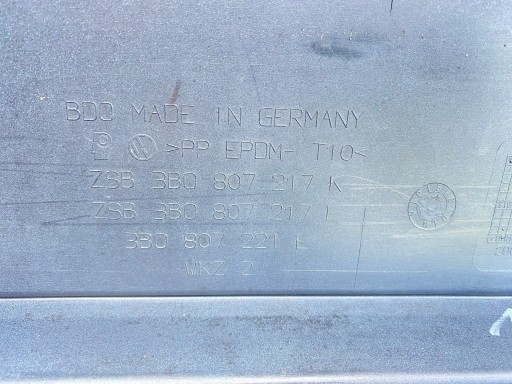 BDO MADE IN GERMANY
>PP EPDM- T10<
ZSB 3B0 807 217 K
ZSB 3B0 807 217 L
3B0 807 221 L
WKZ 2